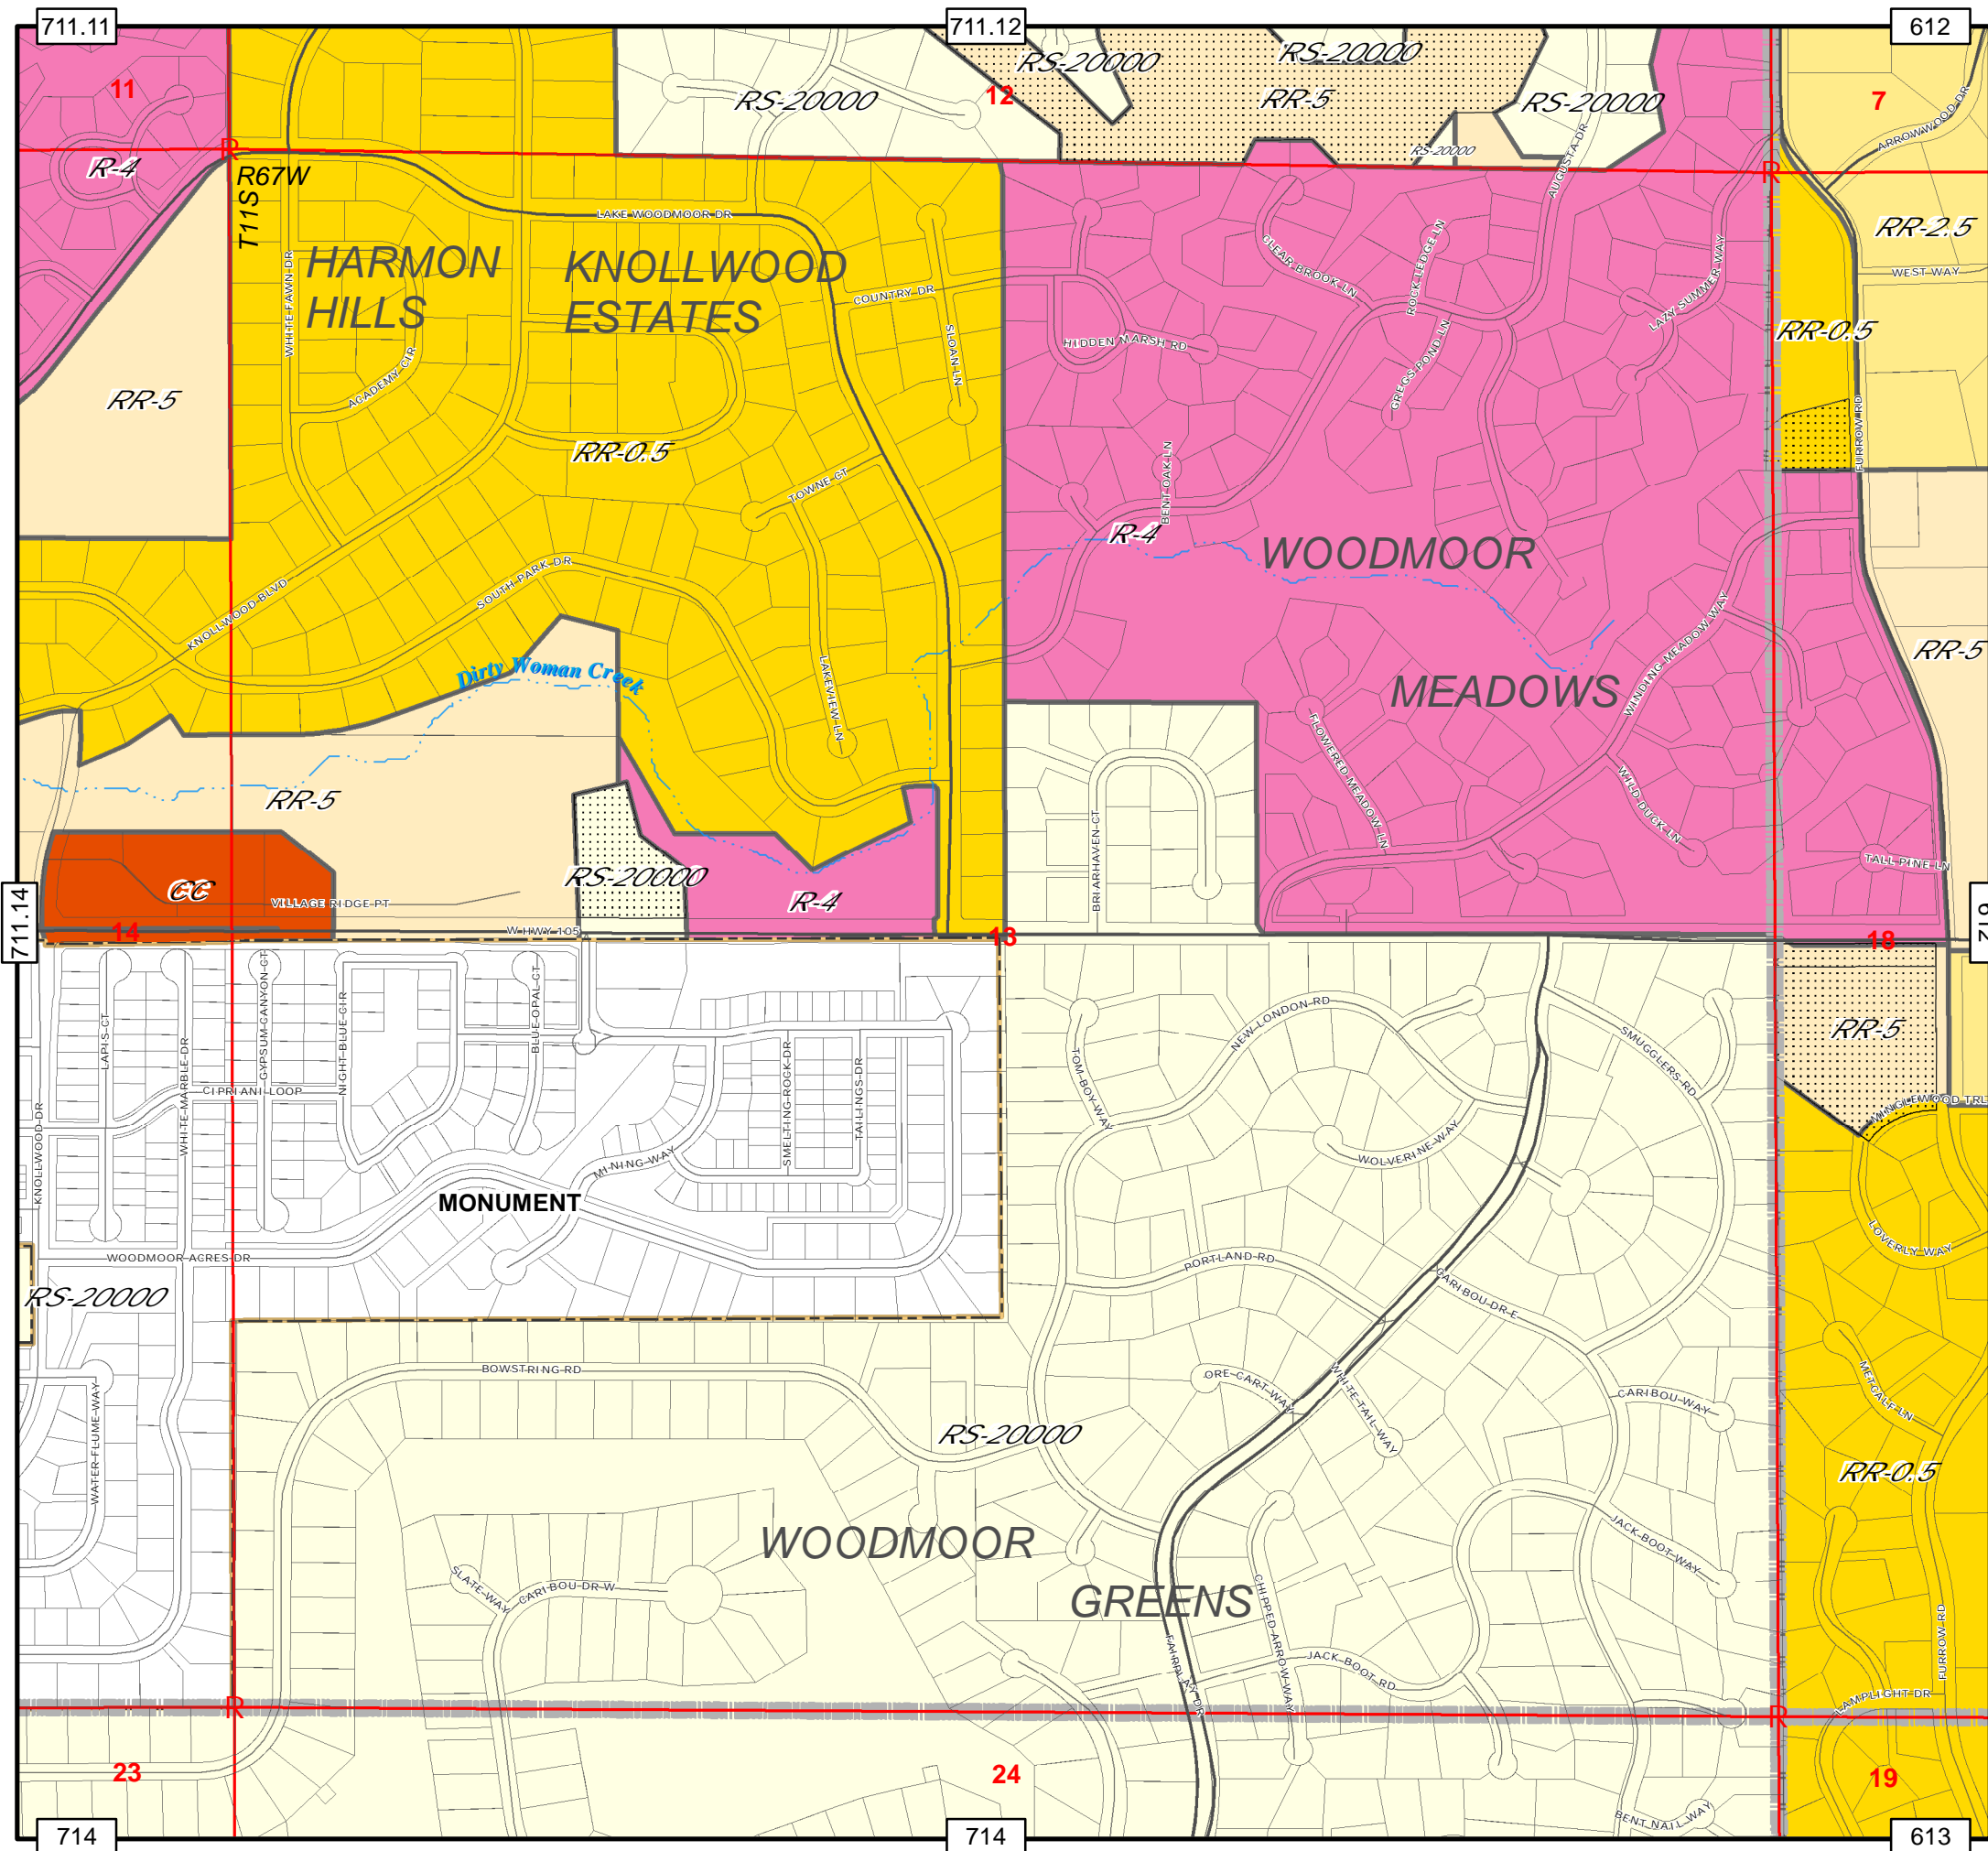 711.11
711.12
612
11
RS-20000
RS-20000
12
RS-20000
RR-5
RS-20000
7
ARROWWOOD DR
R
R-4
RS-20000
AUGUSTA DR
R
R67W
T11S
LAKE WOODMOOR DR
RR-2.5
WEST WAY
HARMON
HILLS
KNOLLWOOD
ESTATES
WHITE FAWN DR
COUNTRY DR
CLEAR BROOK LN
ROCK LEDGE LN
LAZY SUMMER WAY
RR-0.5
HIDDEN MARSH RD
SLOAN LN
GREGS POND LN
ACADEMY CIR
RR-5
RR-0.5
FURROW RD
TOWNE CT
BENT OAK LN
R-4
WOODMOOR
MEADOWS
KNOLLWOOD BLVD
SOUTH PARK DR
WINDING MEADOW WAY
RR-5
Dirty Woman Creek
LAKEVIEW LN
FLOWERED MEADOW LN
WILD DUCK LN
RR-5
BRIARHAVEN CT
TALL PINE LN
CC
RS-20000
R-4
VILLAGE RIDGE PT
711.14
612
14
W HWY 105
13
18
LAPIS CT
WHITE MARBLE DR
GYPSUM CANYON CT
NIGHT BLUE CIR
BLUE OPAL CT
NEW LONDON RD
SMUGGLERS RD
RR-5
TOM BOY WAY
SMELTING ROCK DR
TAILINGS DR
CIPRIANI LOOP
KNOLLWOOD DR
MINGLEWOOD TRL
WOLVERINE WAY
MINING WAY
MONUMENT
LOVERLY WAY
WOODMOOR ACRES DR
PORTLAND RD
CARIBOU DR E
RS-20000
BOWSTRING RD
ORE CART WAY
WHITE TAIL WAY
CARIBOU WAY
METCALF LN
WATER FLUME WAY
RS-20000
RR-0.5
WOODMOOR
GREENS
JACK BOOT WAY
SLATE WAY
CARIBOU DR W
CHIPPED ARROW WAY
FAIRPLAY DR
JACK BOOT RD
FURROW RD
LAMPLIGHT DR
R
R
23
24
19
BENT NAIL WAY
714
714
613